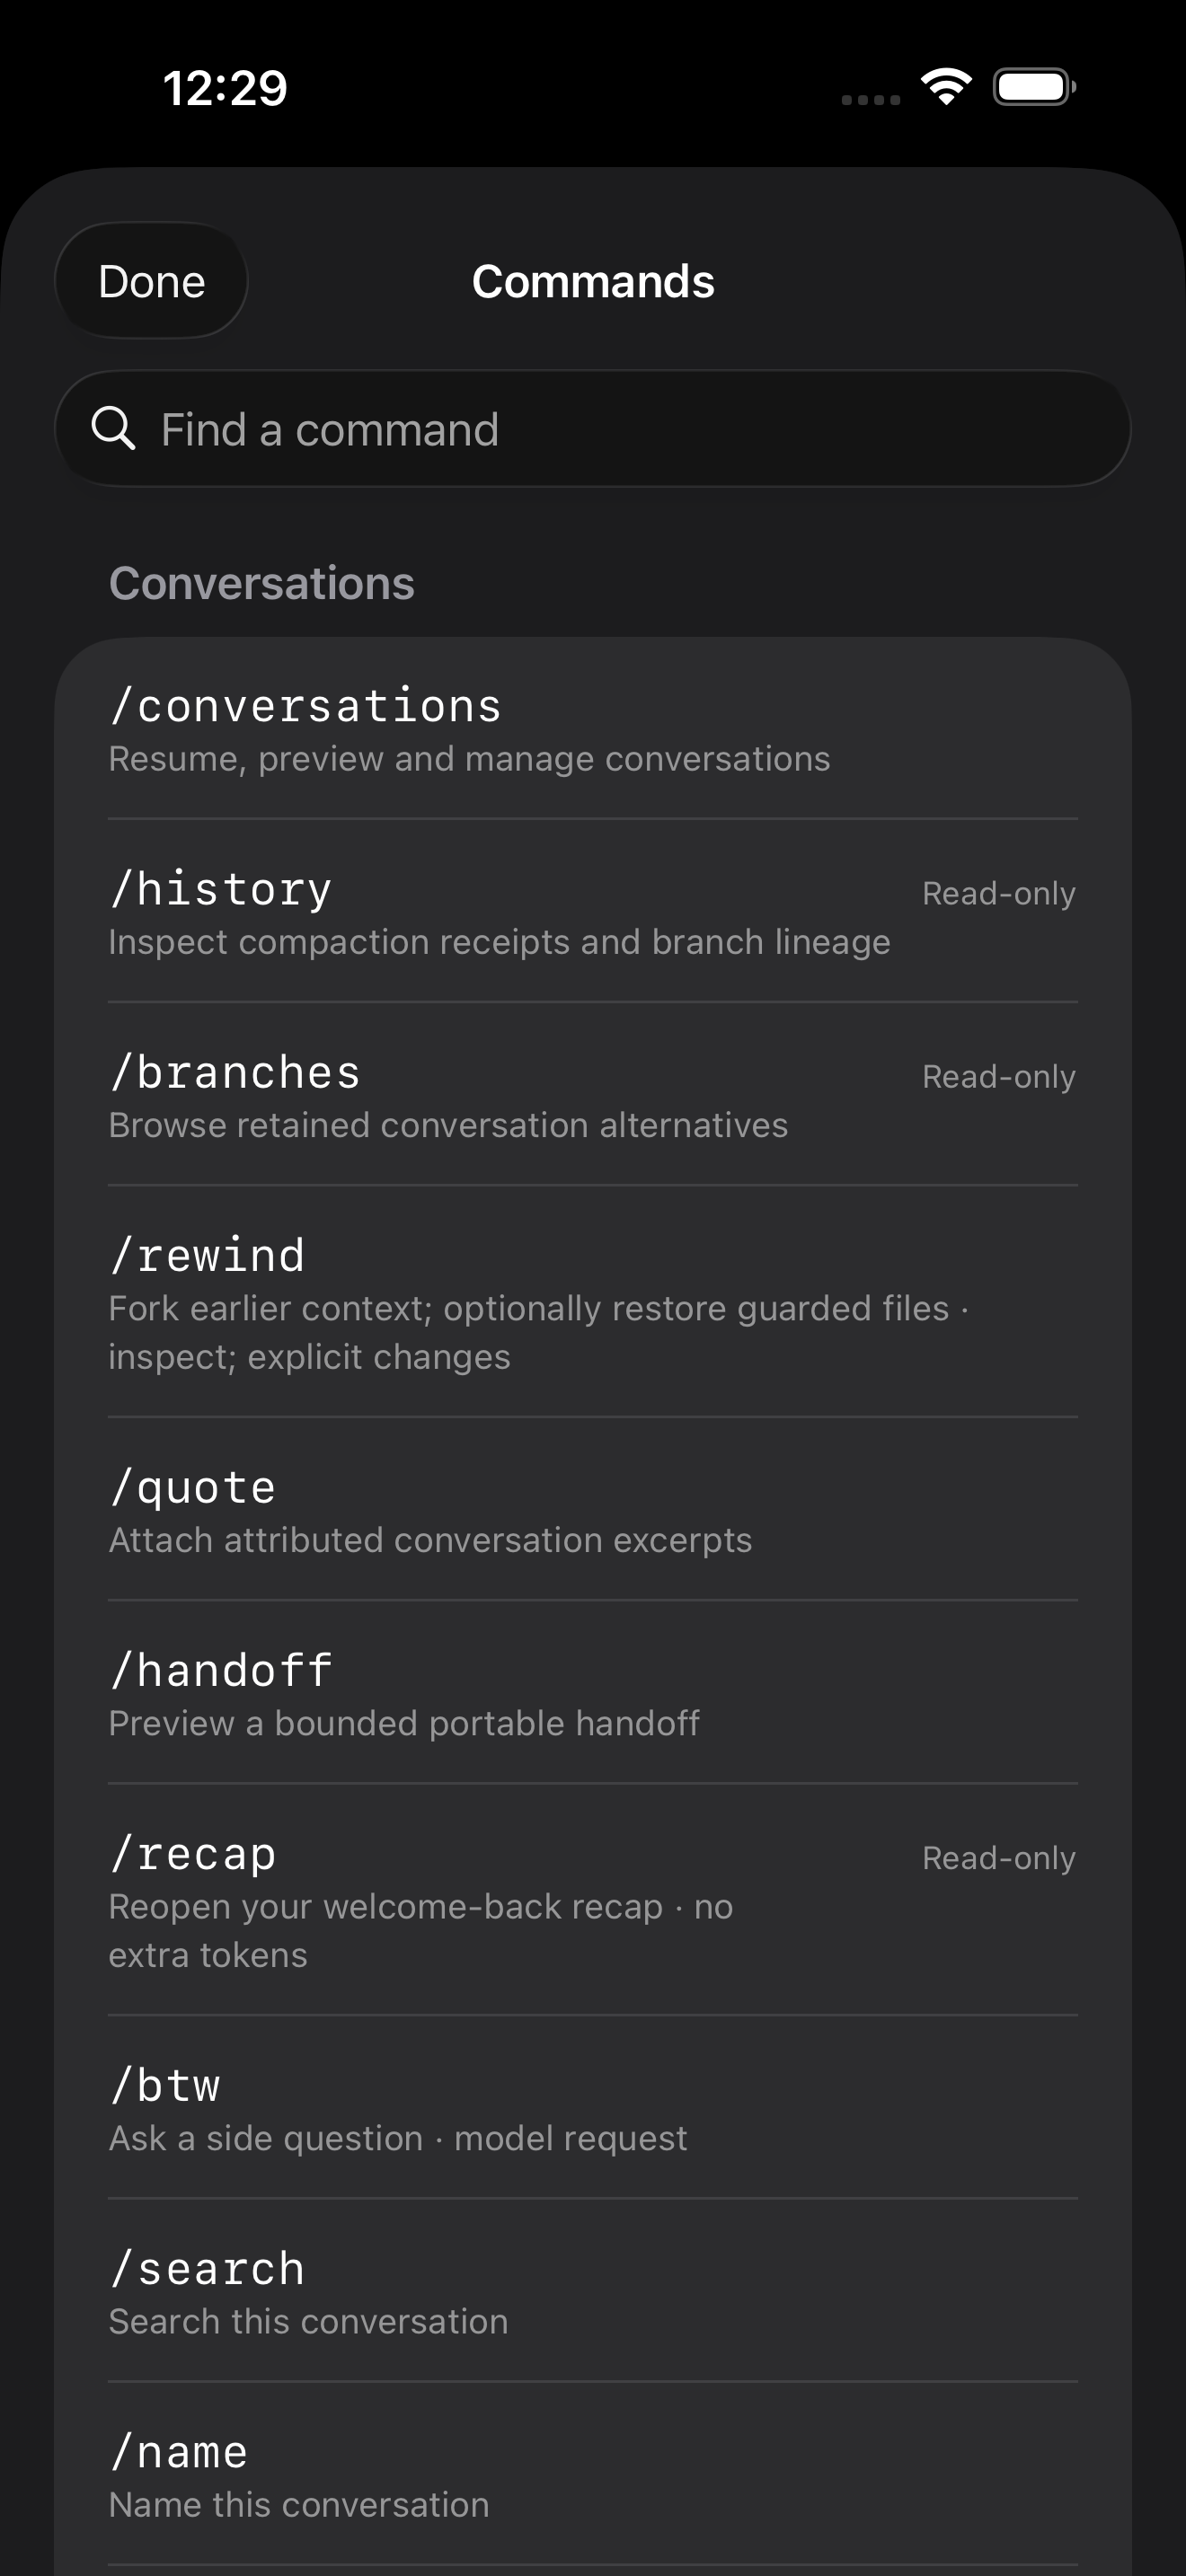 12:29
Done
Commands
Find a command
Conversations
/conversations
Resume, preview and manage conversations
/history
Read-only
Inspect compaction receipts and branch lineage
/branches
Read-only
Browse retained conversation alternatives
/rewind
Fork earlier context; optionally restore guarded files ·
inspect; explicit changes
/quote
Attach attributed conversation excerpts
/handoff
Preview a bounded portable handoff
/recap
Read-only
Reopen your welcome-back recap · no
extra tokens
/btw
Ask a side question · model request
/search
Search this conversation
/name
Name this conversation